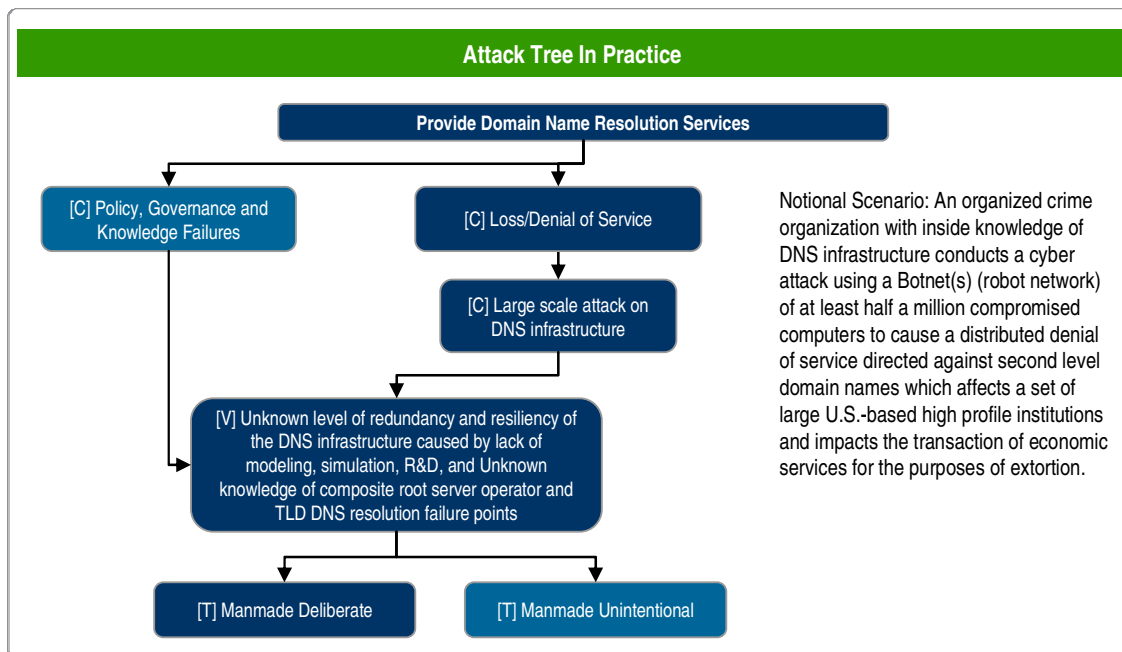 Attack Tree In Practice
Provide Domain Name Resolution Services
[C] Policy, Governance and
Knowledge Failures
[C] Loss/Denial of Service
[C] Large scale attack on
DNS infrastructure
[V] Unknown level of redundancy and resiliency of
the DNS infrastructure caused by lack of
modeling, simulation, R&D, and Unknown
knowledge of composite root server operator and
TLD DNS resolution failure points
[T] Manmade Deliberate
[T] Manmade Unintentional
Notional Scenario: An organized crime
organization with inside knowledge of
DNS infrastructure conducts a cyber
attack using a Botnet(s) (robot network)
of at least half a million compromised
computers to cause a distributed denial
of service directed against second level
domain names which affects a set of
large U.S.-based high profile institutions
and impacts the transaction of economic
services for the purposes of extortion.